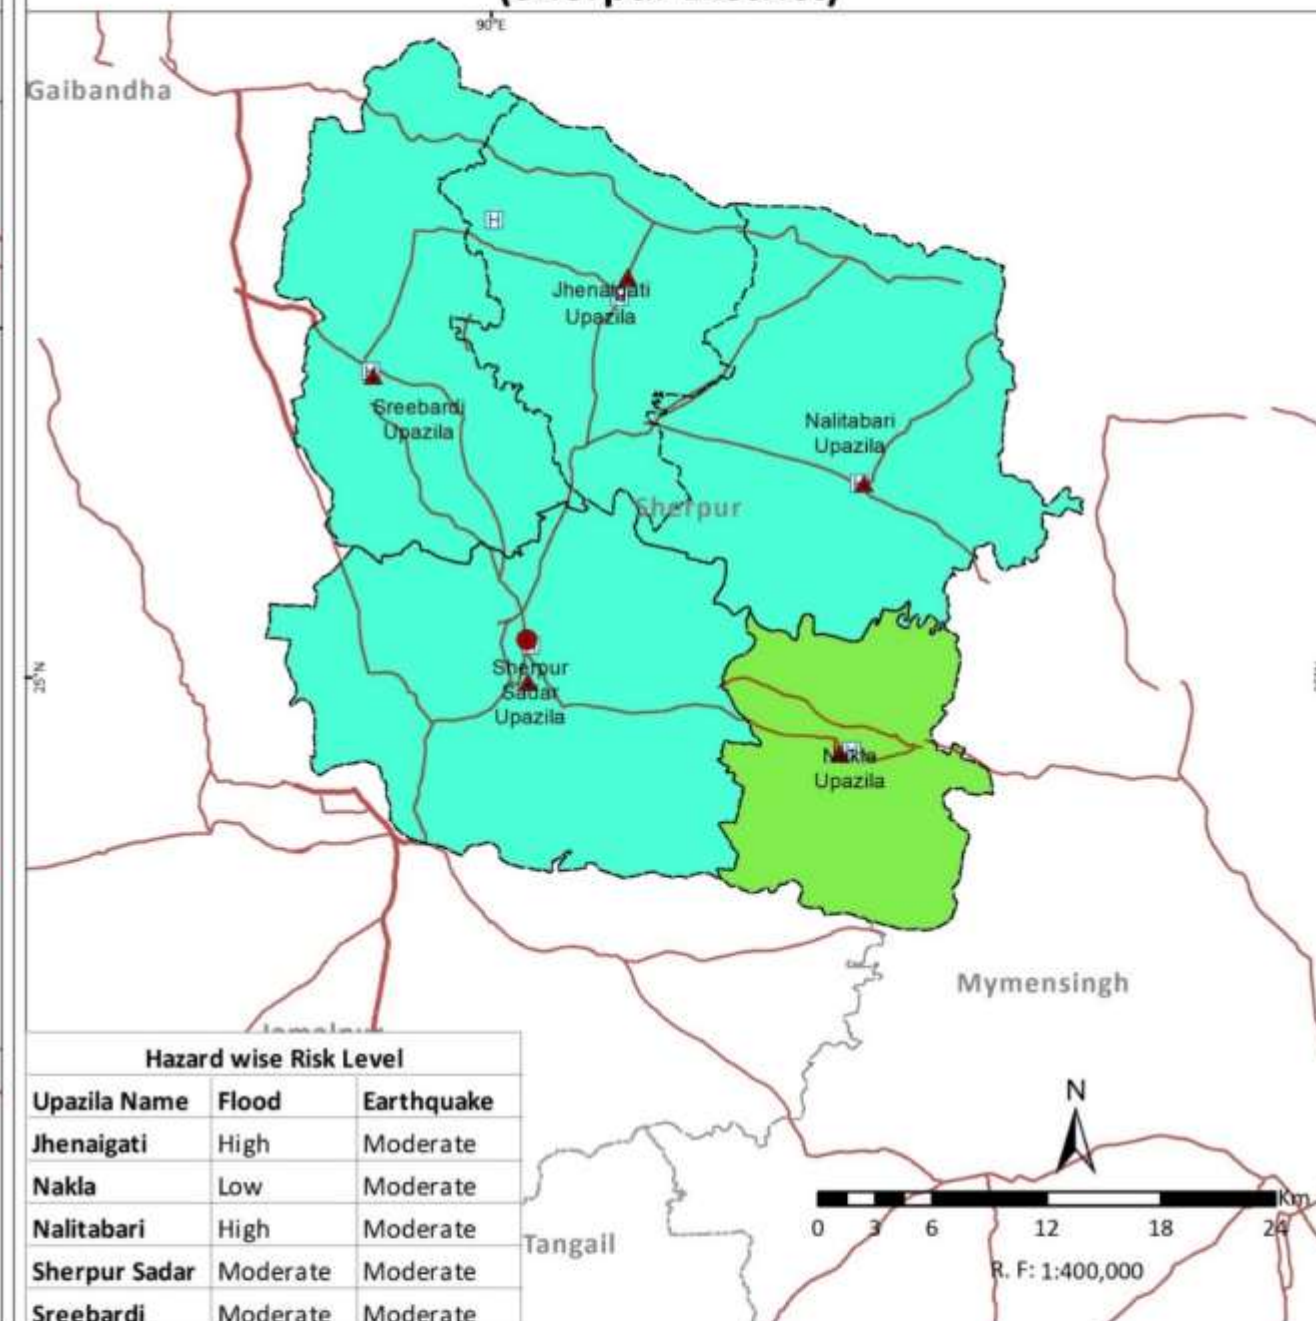 90°E
Gaibandha
Jhenaigati
Upazila
Sreebardi
Upazila
Nalitabari
Upazila
Sherpur
25°N
Sherpur
Sadar
Upazila
Nakla
Upazila
Mymensingh
Jamalpur
Hazard wise Risk Level
Upazila Name Flood Earthquake
Jhenaigati High Moderate
Nakla Low Moderate
Nalitabari High Moderate
Sherpur Sadar Moderate Moderate
Sreebardi Moderate Moderate
Tangail
N
Km
0 3 6 12 18 24
R. F: 1:400,000